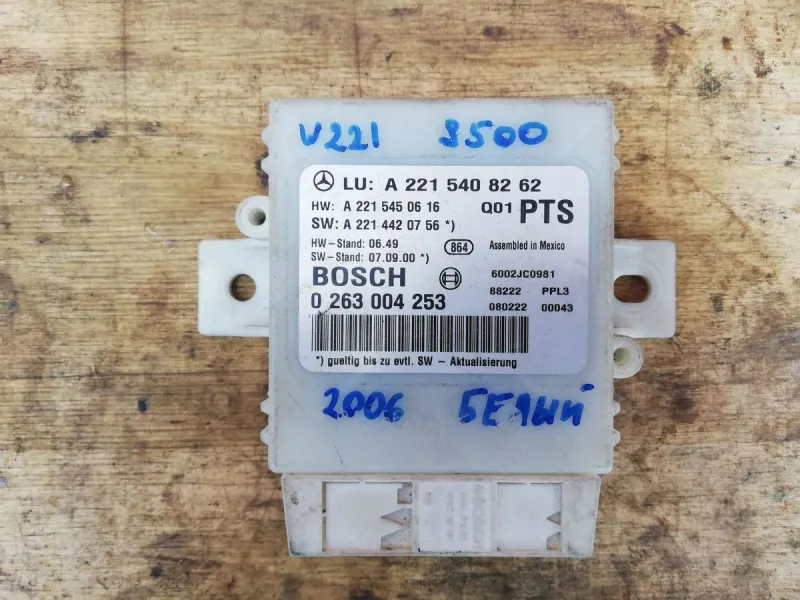 W221 S500
LU: A 221 540 82 62
HW: A 221 545 06 16 Q01 PTS
SW: A 221 442 07 56 *)
HW-Stand: 06.49 864 Assembled in Mexico
SW-Stand: 07.09.00 *)
BOSCH 6002JC0981
0 263 004 253 88222 PPL3
080222 00043
*) gueltig bis zu evtl. SW - Aktualisierung
2006 БЕЛЫЙ